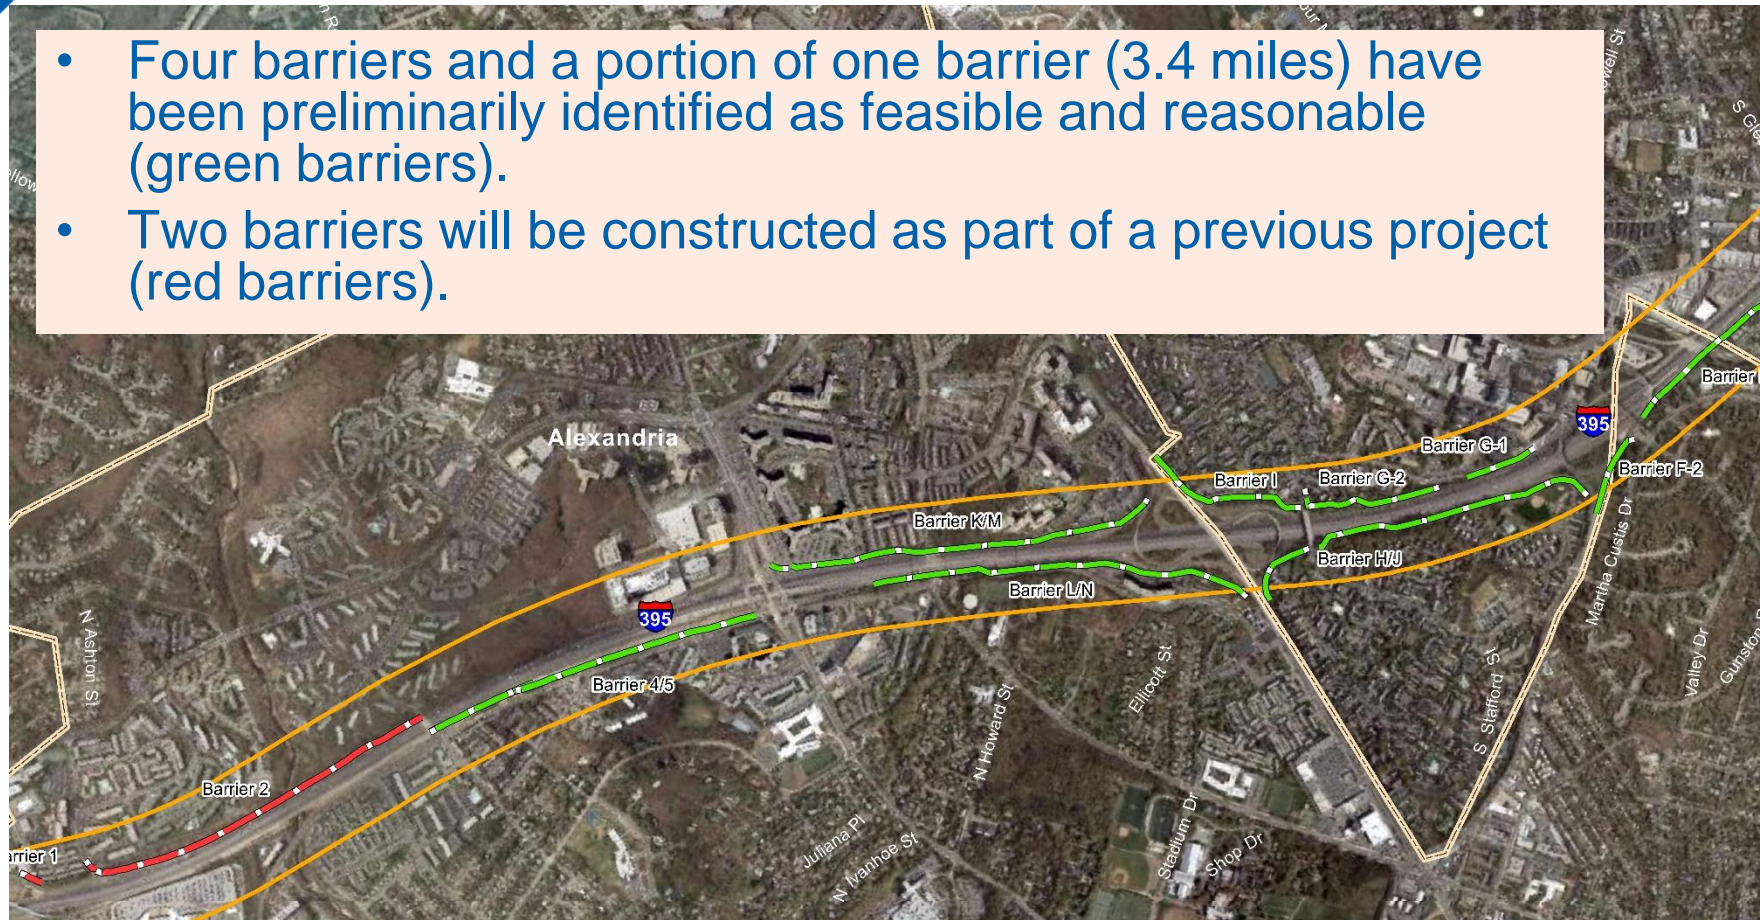 • Four barriers and a portion of one barrier (3.4 miles) have
been preliminarily identified as feasible and reasonable
(green barriers).
• Two barriers will be constructed as part of a previous project
(red barriers).
Barrier
395
Alexandria
Barrier G-1
Barrier F-2
Barrier I
Barrier G-2
Barrier K/M
Barrier H/J
Martha Custis Dr
Barrier L/N
395
N Ashton St
Barrier 4/5
Ellicott St
Valley Dr
S Stafford St
N Howard St
Barrier 2
Juliana Pl
N Ivanhoe St
Stadium Dr
Shop Dr